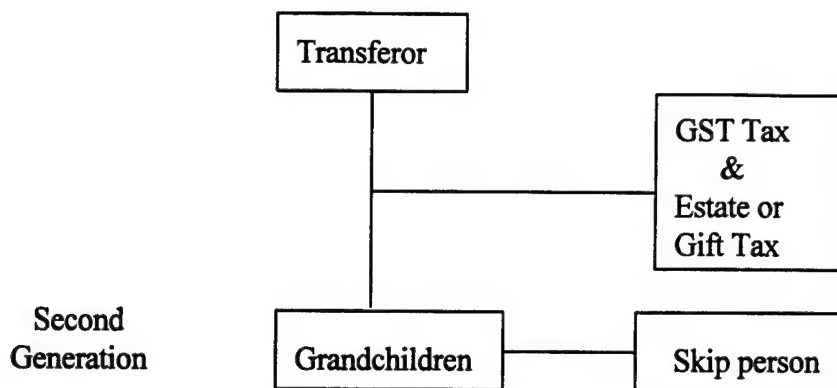 Transferor
GST Tax
&
Estate or
Gift Tax
Second
Generation
Grandchildren
Skip person